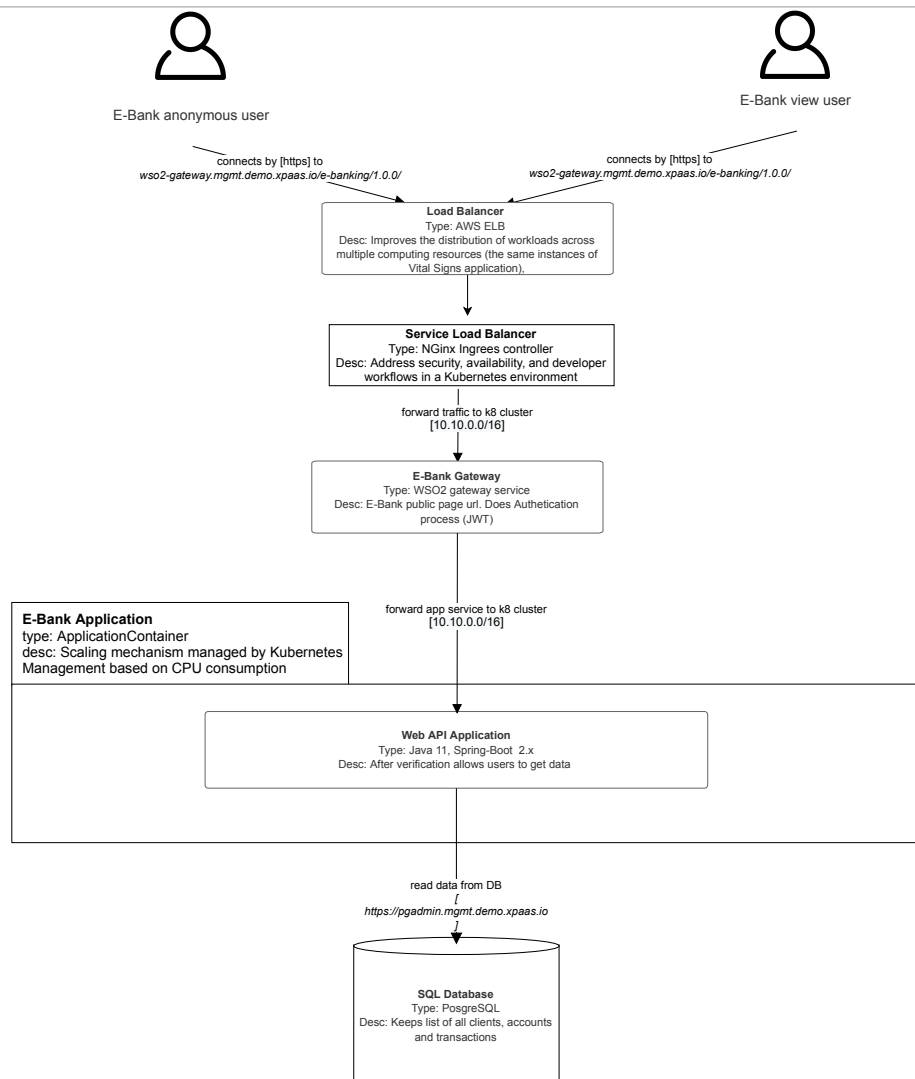 E-Bank anonymous user
E-Bank view user
connects by [https] to
wso2-gateway.mgmt.demo.xpaas.io/e-banking/1.0.0/
connects by [https] to
wso2-gateway.mgmt.demo.xpaas.io/e-banking/1.0.0/
Load Balancer
Type: AWS ELB
Desc: Improves the distribution of workloads across
multiple computing resources (the same instances of
Vital Signs application),
Service Load Balancer
Type: NGinx Ingrees controller
Desc: Address security, availability, and developer
workflows in a Kubernetes environment
forward traffic to k8 cluster
[10.10.0.0/16]
E-Bank Gateway
Type: WSO2 gateway service
Desc: E-Bank public page url. Does Authetication
process (JWT)
forward app service to k8 cluster
[10.10.0.0/16]
E-Bank Application
type: ApplicationContainer
desc: Scaling mechanism managed by Kubernetes
Management based on CPU consumption
Web API Application
Type: Java 11, Spring-Boot 2.x
Desc: After verification allows users to get data
read data from DB
[
https://pgadmin.mgmt.demo.xpaas.io
]
SQL Database
Type: PosgreSQL
Desc: Keeps list of all clients, accounts
and transactions